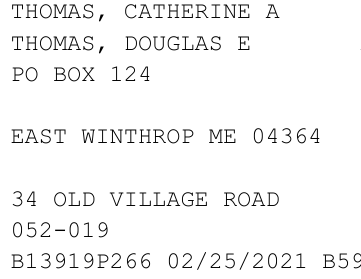 THOMAS, CATHERINE A
THOMAS, DOUGLAS E
PO BOX 124
EAST WINTHROP ME 04364
34 OLD VILLAGE ROAD
052-019
B13919P266 02/25/2021 B59